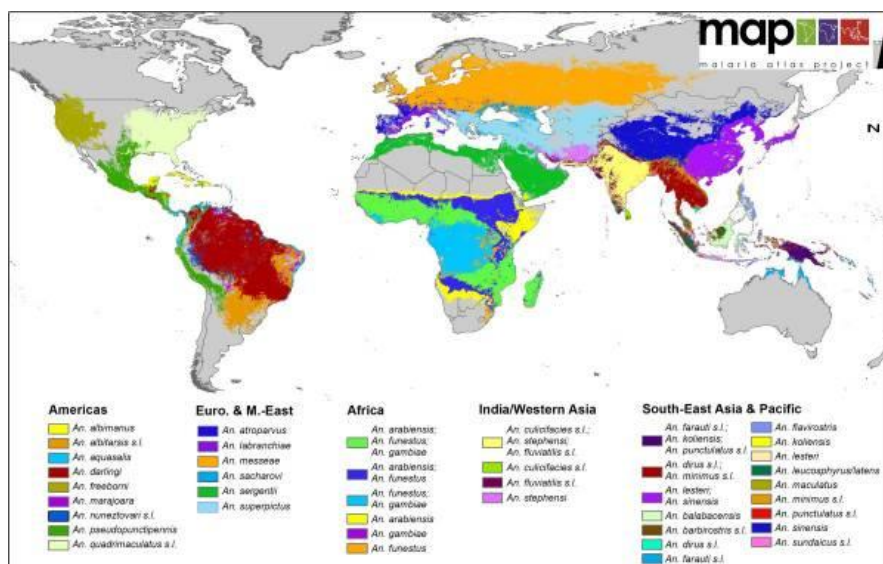 map
malaria atlas project
N
Americas
An. albimanus
An. albitarsis s.l.
An. aquasalis
An. darlingi
An. freeborni
An. marajoara
An. nuneztovari s.l.
An. pseudopunctipennis
An. quadrimaculatus s.l.
Euro. & M.-East
An. atroparvus
An. labranchiae
An. messeae
An. sacharovi
An. sergentii
An. superpictus
Africa
An. arabiensis;
An. funestus;
An. gambiae
An. arabiensis;
An. funestus
An. funestus;
An. gambiae
An. arabiensis
An. gambiae
An. funestus
India/Western Asia
An. culicifacies s.l.;
An. stephensi;
An. fluviatilis s.l.
An. culicifacies s.l.
An. fluviatilis s.l.
An. stephensi
South-East Asia & Pacific
An. farauti s.l.;
An. koliensis;
An. punctulatus s.l.
An. dirus s.l.;
An. minimus s.l.
An. lesteri;
An. sinensis
An. balabacensis
An. barbirostris s.l.
An. dirus s.l.
An. farauti s.l.
An. flavirostris
An. koliensis
An. lesteri
An. leucosphyrus/latens
An. maculatus
An. minimus s.l.
An. punctulatus s.l.
An. sinensis
An. sundaicus s.l.